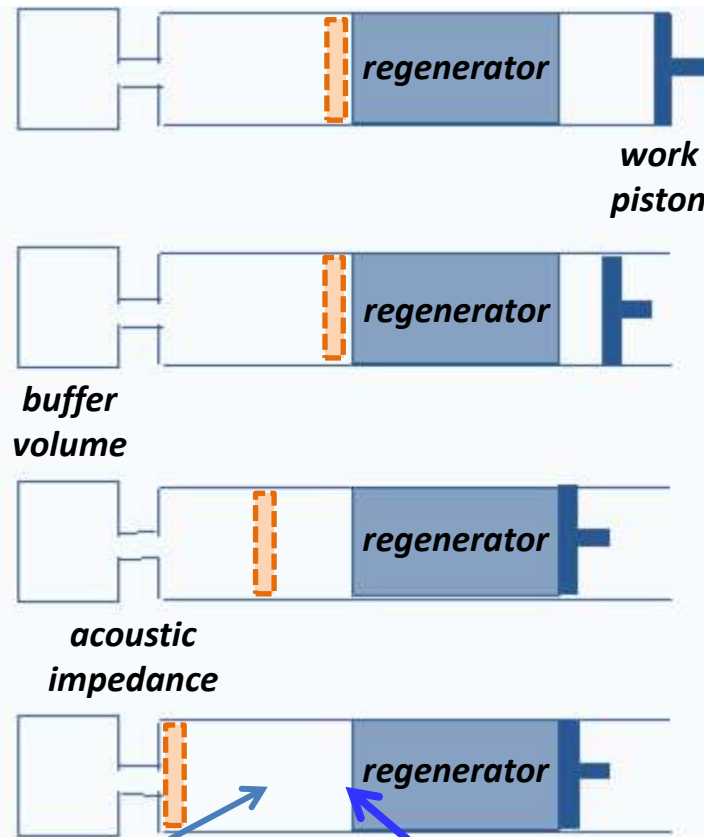 regenerator
work
piston
regenerator
buffer
volume
regenerator
acoustic
impedance
regenerator